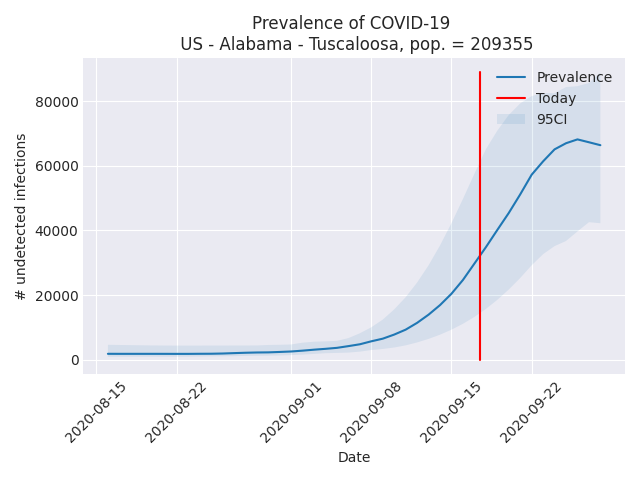 Prevalence of COVID-19
US - Alabama - Tuscaloosa, pop. = 209355
Prevalence
Today
95CI
80000
60000
40000
20000
0
# undetected infections
2020-08-15
2020-08-22
2020-09-01
2020-09-08
2020-09-15
2020-09-22
Date